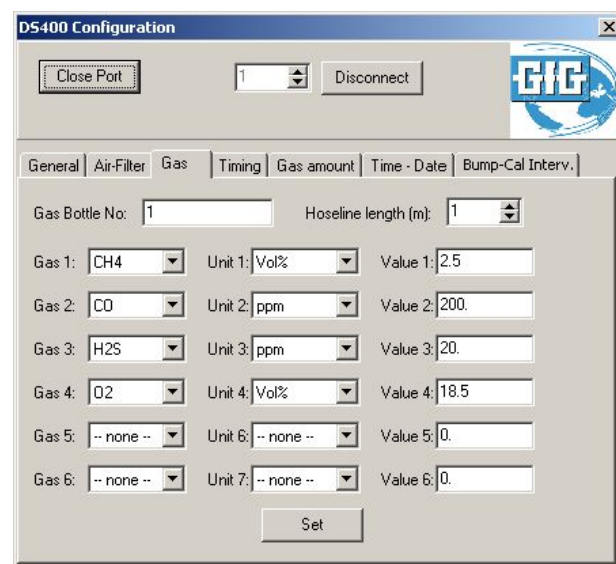 DS400 Configuration
Close Port 1 Disconnect
GfG
General Air-Filter Gas Timing Gas amount Time - Date Bump-Cal Interv.
Gas Bottle No: 1 Hoseline length (m): 1
Gas 1: CH4 Unit 1: Vol% Value 1: 2.5
Gas 2: CO Unit 2: ppm Value 2: 200.
Gas 3: H2S Unit 3: ppm Value 3: 20.
Gas 4: O2 Unit 4: Vol% Value 4: 18.5
Gas 5: -- none -- Unit 6: -- none -- Value 5: 0.
Gas 6: -- none -- Unit 7: -- none -- Value 6: 0.
Set